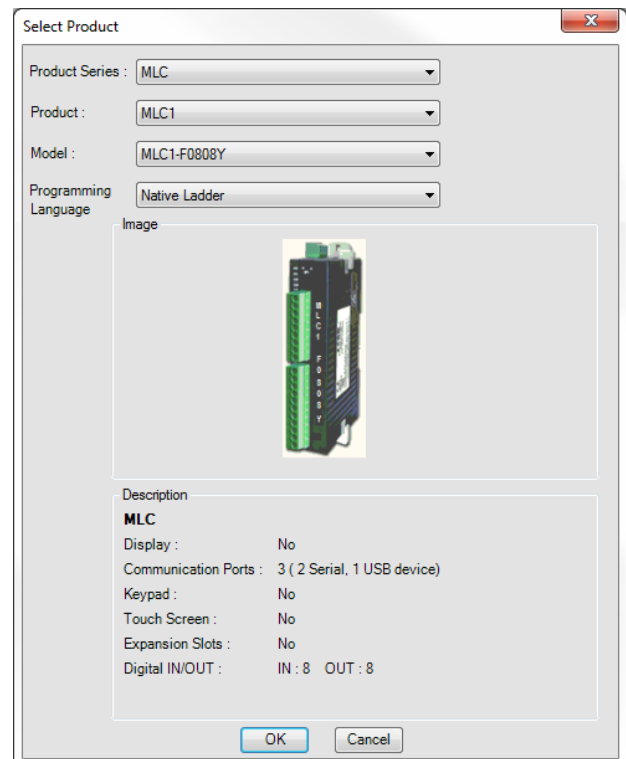 Select Product
Product Series : MLC
Product : MLC1
Model : MLC1-F0808Y
Programming Language Native Ladder
Image
MLC1 F0808Y
Description
MLC
Display : No
Communication Ports : 3 ( 2 Serial, 1 USB device)
Keypad : No
Touch Screen : No
Expansion Slots : No
Digital IN/OUT : IN : 8 OUT : 8
OK Cancel